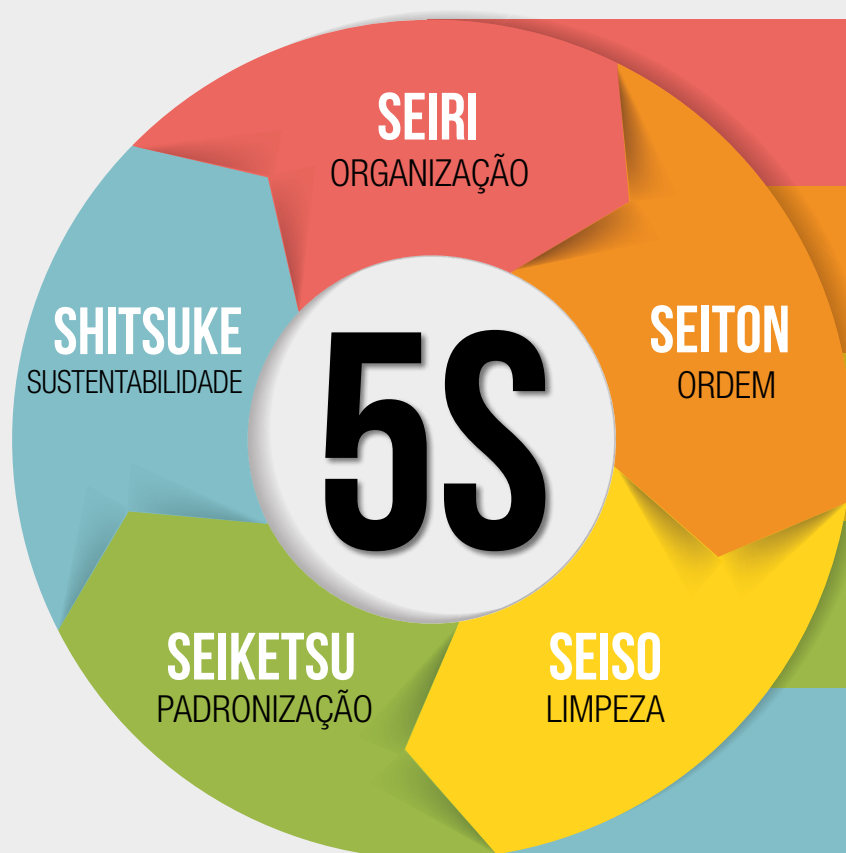 SEIRI
ORGANIZAÇÃO
SEITON
ORDEM
SEISO
LIMPEZA
SEIKETSU
PADRONIZAÇÃO
SHITSUKE
SUSTENTABILIDADE
5S